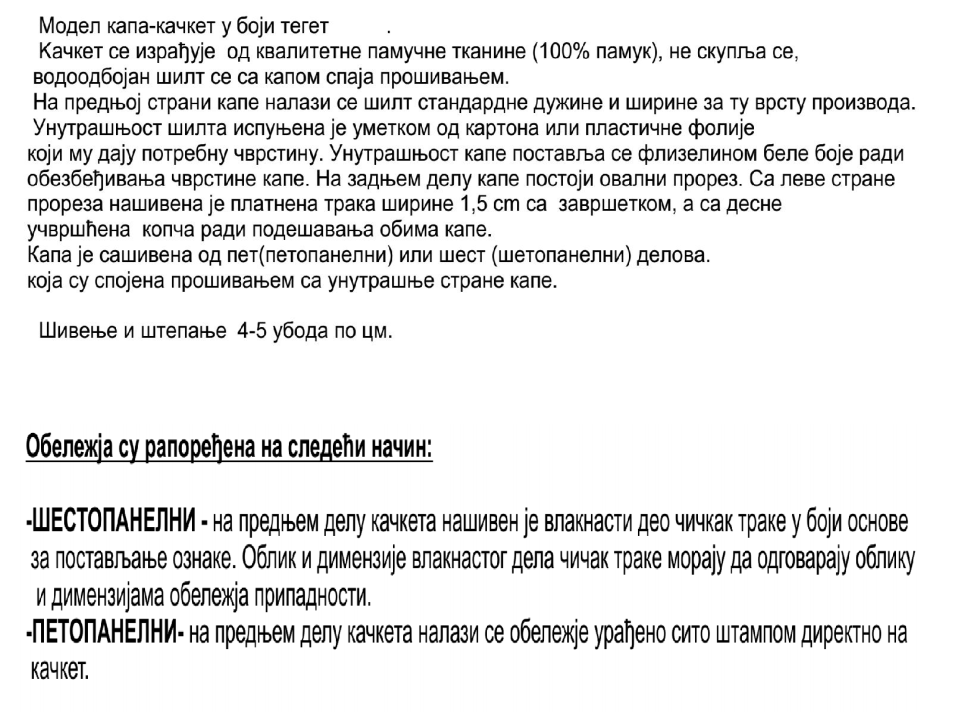 Модел капа-качкет у боји тегет .
Качкет се израђује од квалитетне памучне тканине (100% памук), не скупља се,
водоодбојан шилт се са капом спаја прошивањем.
На предњој страни капе налази се шилт стандардне дужине и ширине за ту врсту производа.
Унутрашњост шилта испуњена је уметком од картона или пластичне фолије
који му дају потребну чврстину. Унутрашњост капе поставља се флизелином беле боје ради
обезбеђивања чврстине капе. На задњем делу капе постоји овални прорез. Са леве стране
прореза нашивена је платнена трака ширине 1,5 cm са завршетком, а са десне
учвршћена копча ради подешавања обима капе.
Капа је сашивена од пет(петопанелни) или шест (шетопанелни) делова.
која су спојена прошивањем са унутрашње стране капе.
Шивење и штепање 4-5 убода по цм.
Обележја су рапоређена на следећи начин:
-ШЕСТОПАНЕЛНИ - на предњем делу качкета нашивен је влакнасти део чичкак траке у боји основе
за постављање ознаке. Облик и димензије влакнастог дела чичак траке морају да одговарају облику
и димензијама обележја припадности.
-ПЕТОПАНЕЛНИ- на предњем делу качкета налази се обележје урађено сито штампом директно на
качкет.